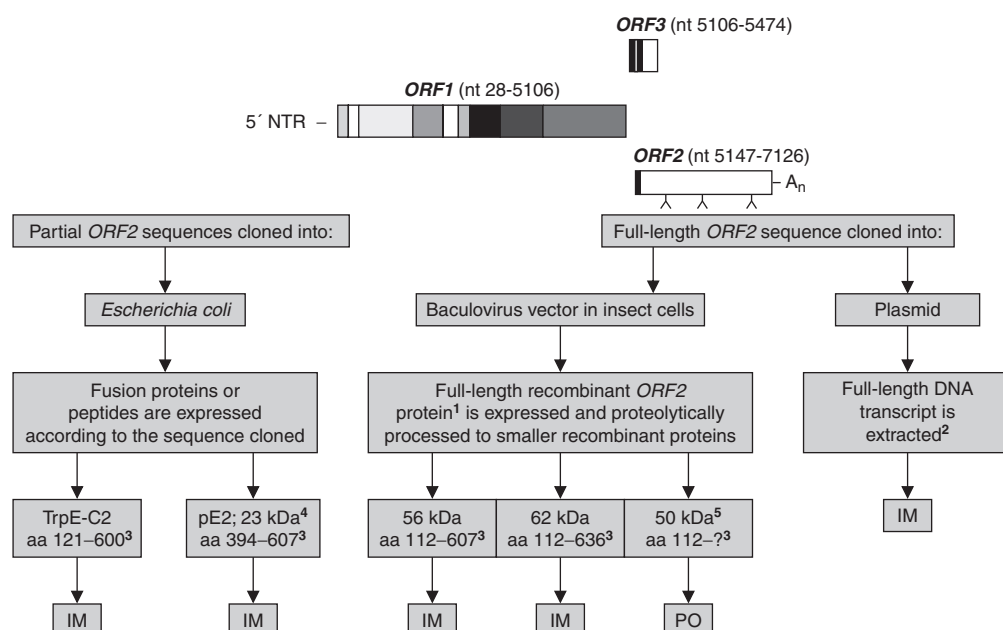 ORF3 (nt 5106-5474)
ORF1 (nt 28-5106)
5´ NTR –
ORF2 (nt 5147-7126)
– An
Partial ORF2 sequences cloned into:
Full-length ORF2 sequence cloned into:
Escherichia coli
Baculovirus vector in insect cells
Plasmid
Fusion proteins or
peptides are expressed
according to the sequence cloned
Full-length recombinant ORF2
protein1 is expressed and proteolytically
processed to smaller recombinant proteins
Full-length DNA
transcript is
extracted2
TrpE-C2
aa 121–6003
pE2; 23 kDa4
aa 394–6073
56 kDa
aa 112–6073
62 kDa
aa 112–6363
50 kDa5
aa 112–?3
IM
IM
IM
IM
IM
PO